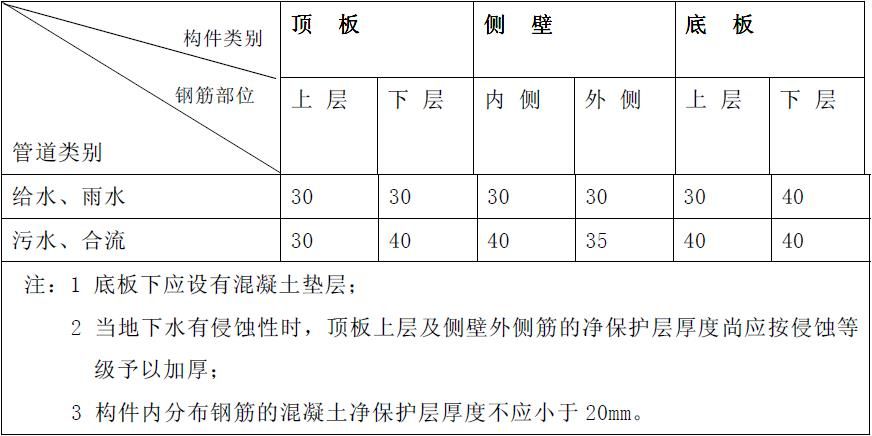 构件类别 顶 板 侧 壁 底 板
钢筋部位 上 层 下 层 内 侧 外 侧 上 层 下 层
管道类别
给水、雨水 30 30 30 30 30 40
污水、合流 30 40 40 35 40 40
注：1 底板下应设有混凝土垫层；
2 当地下水有侵蚀性时，顶板上层及侧壁外侧筋的净保护层厚度尚应按侵蚀等
级予以加厚；
3 构件内分布钢筋的混凝土净保护层厚度不应小于 20mm。